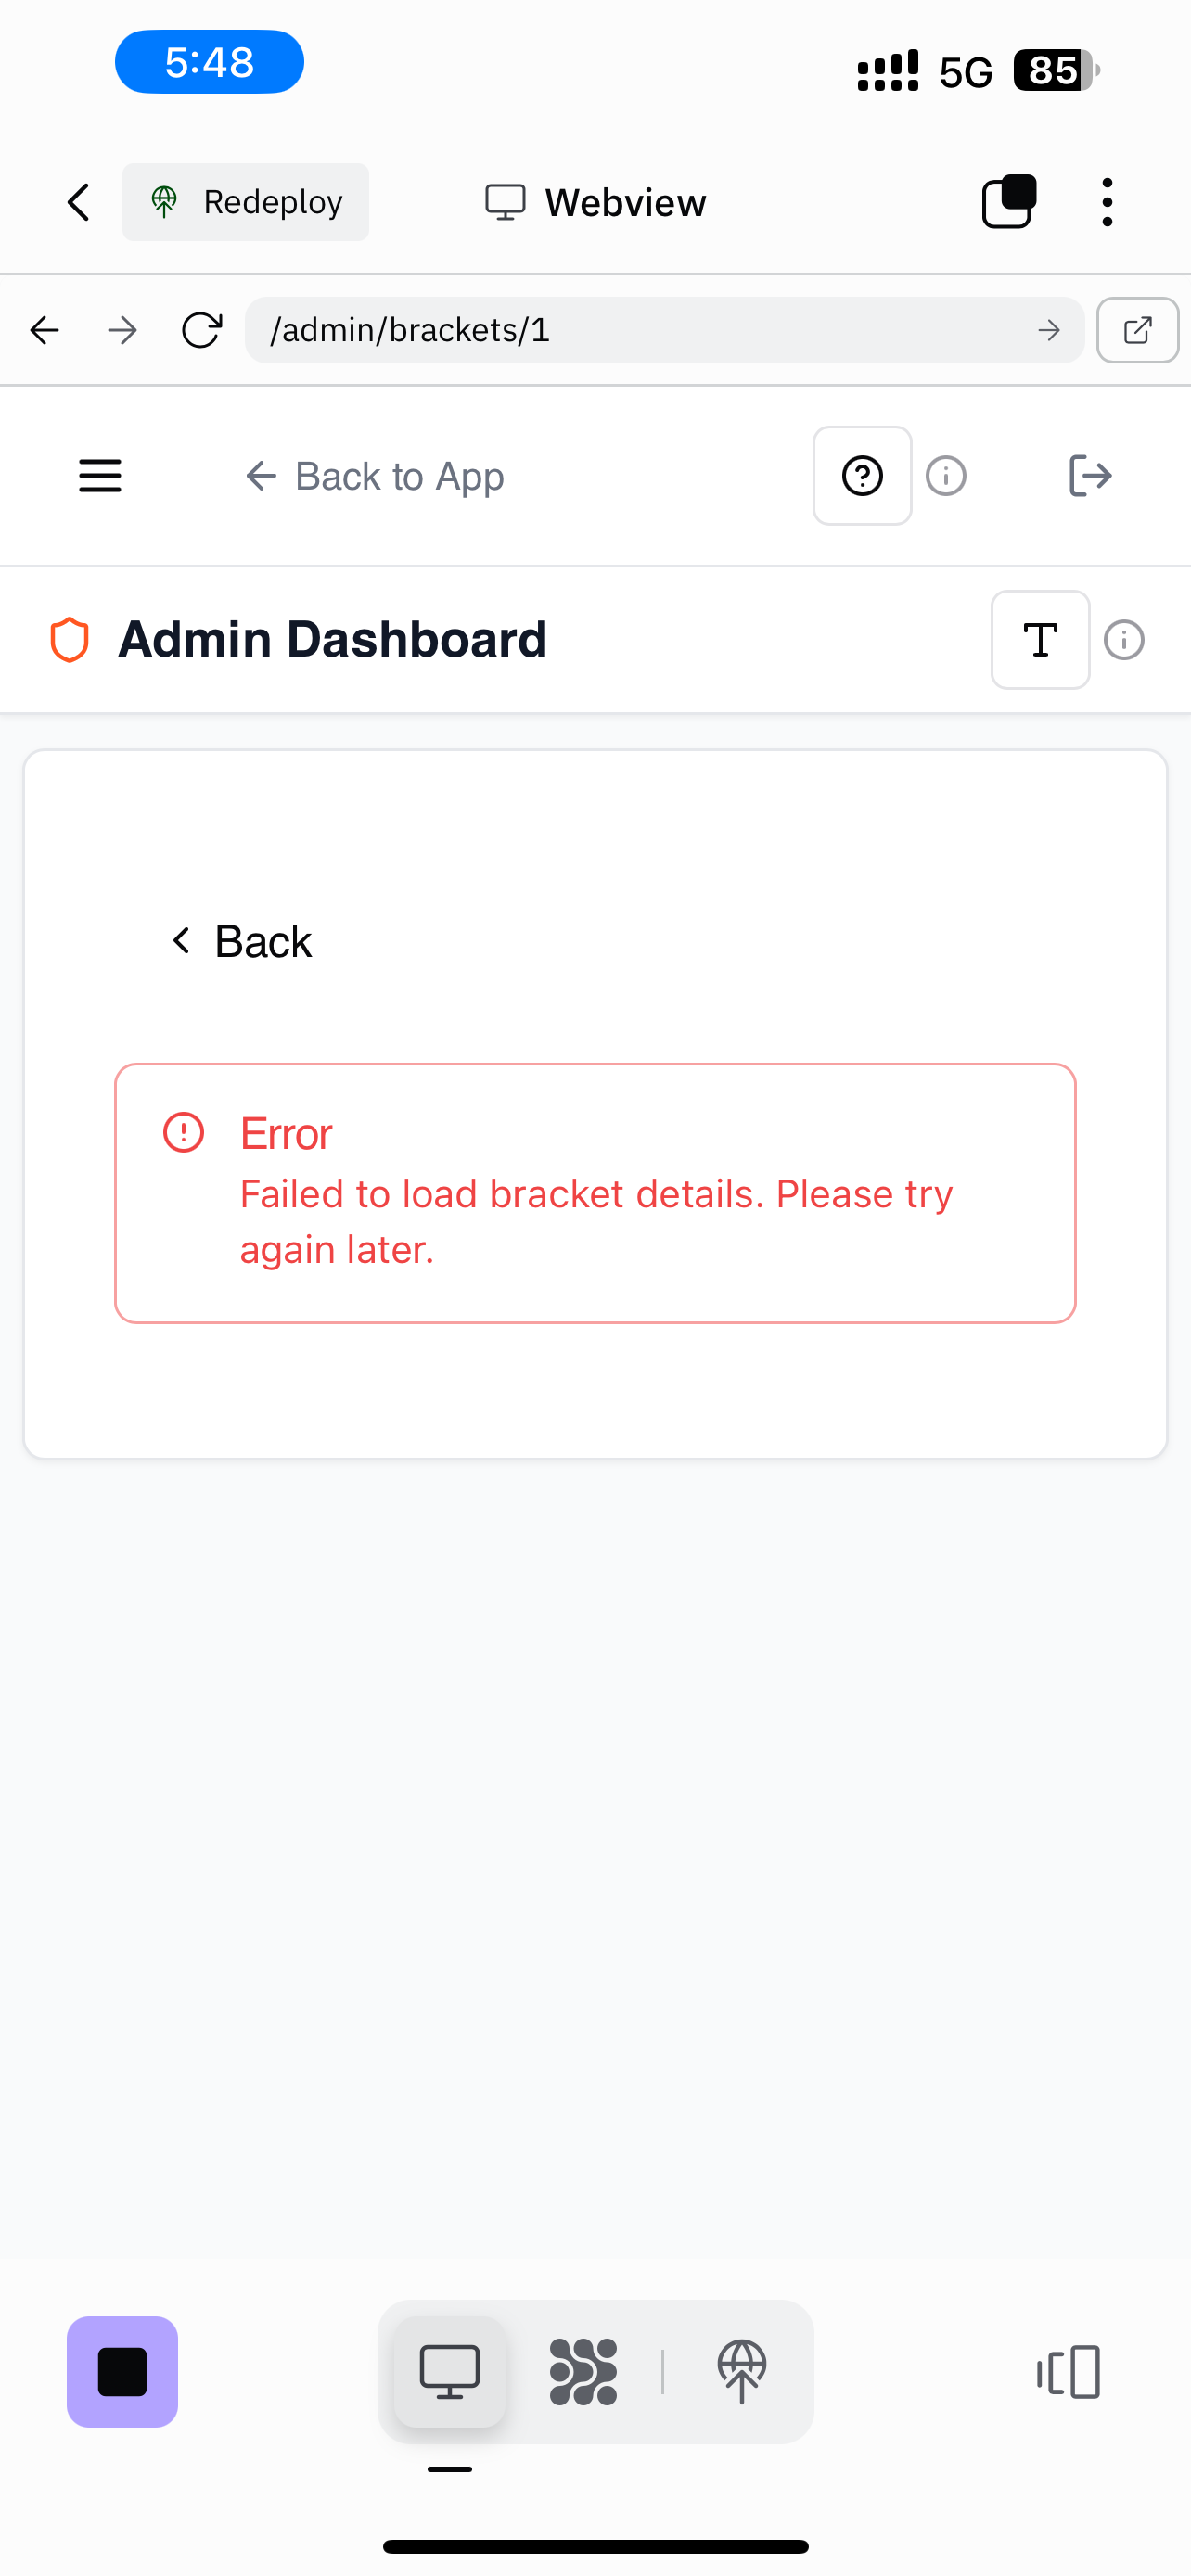 5:48
5G
85
Redeploy
Webview
/admin/brackets/1
← Back to App
Admin Dashboard
T
Back
Error
Failed to load bracket details. Please try
again later.